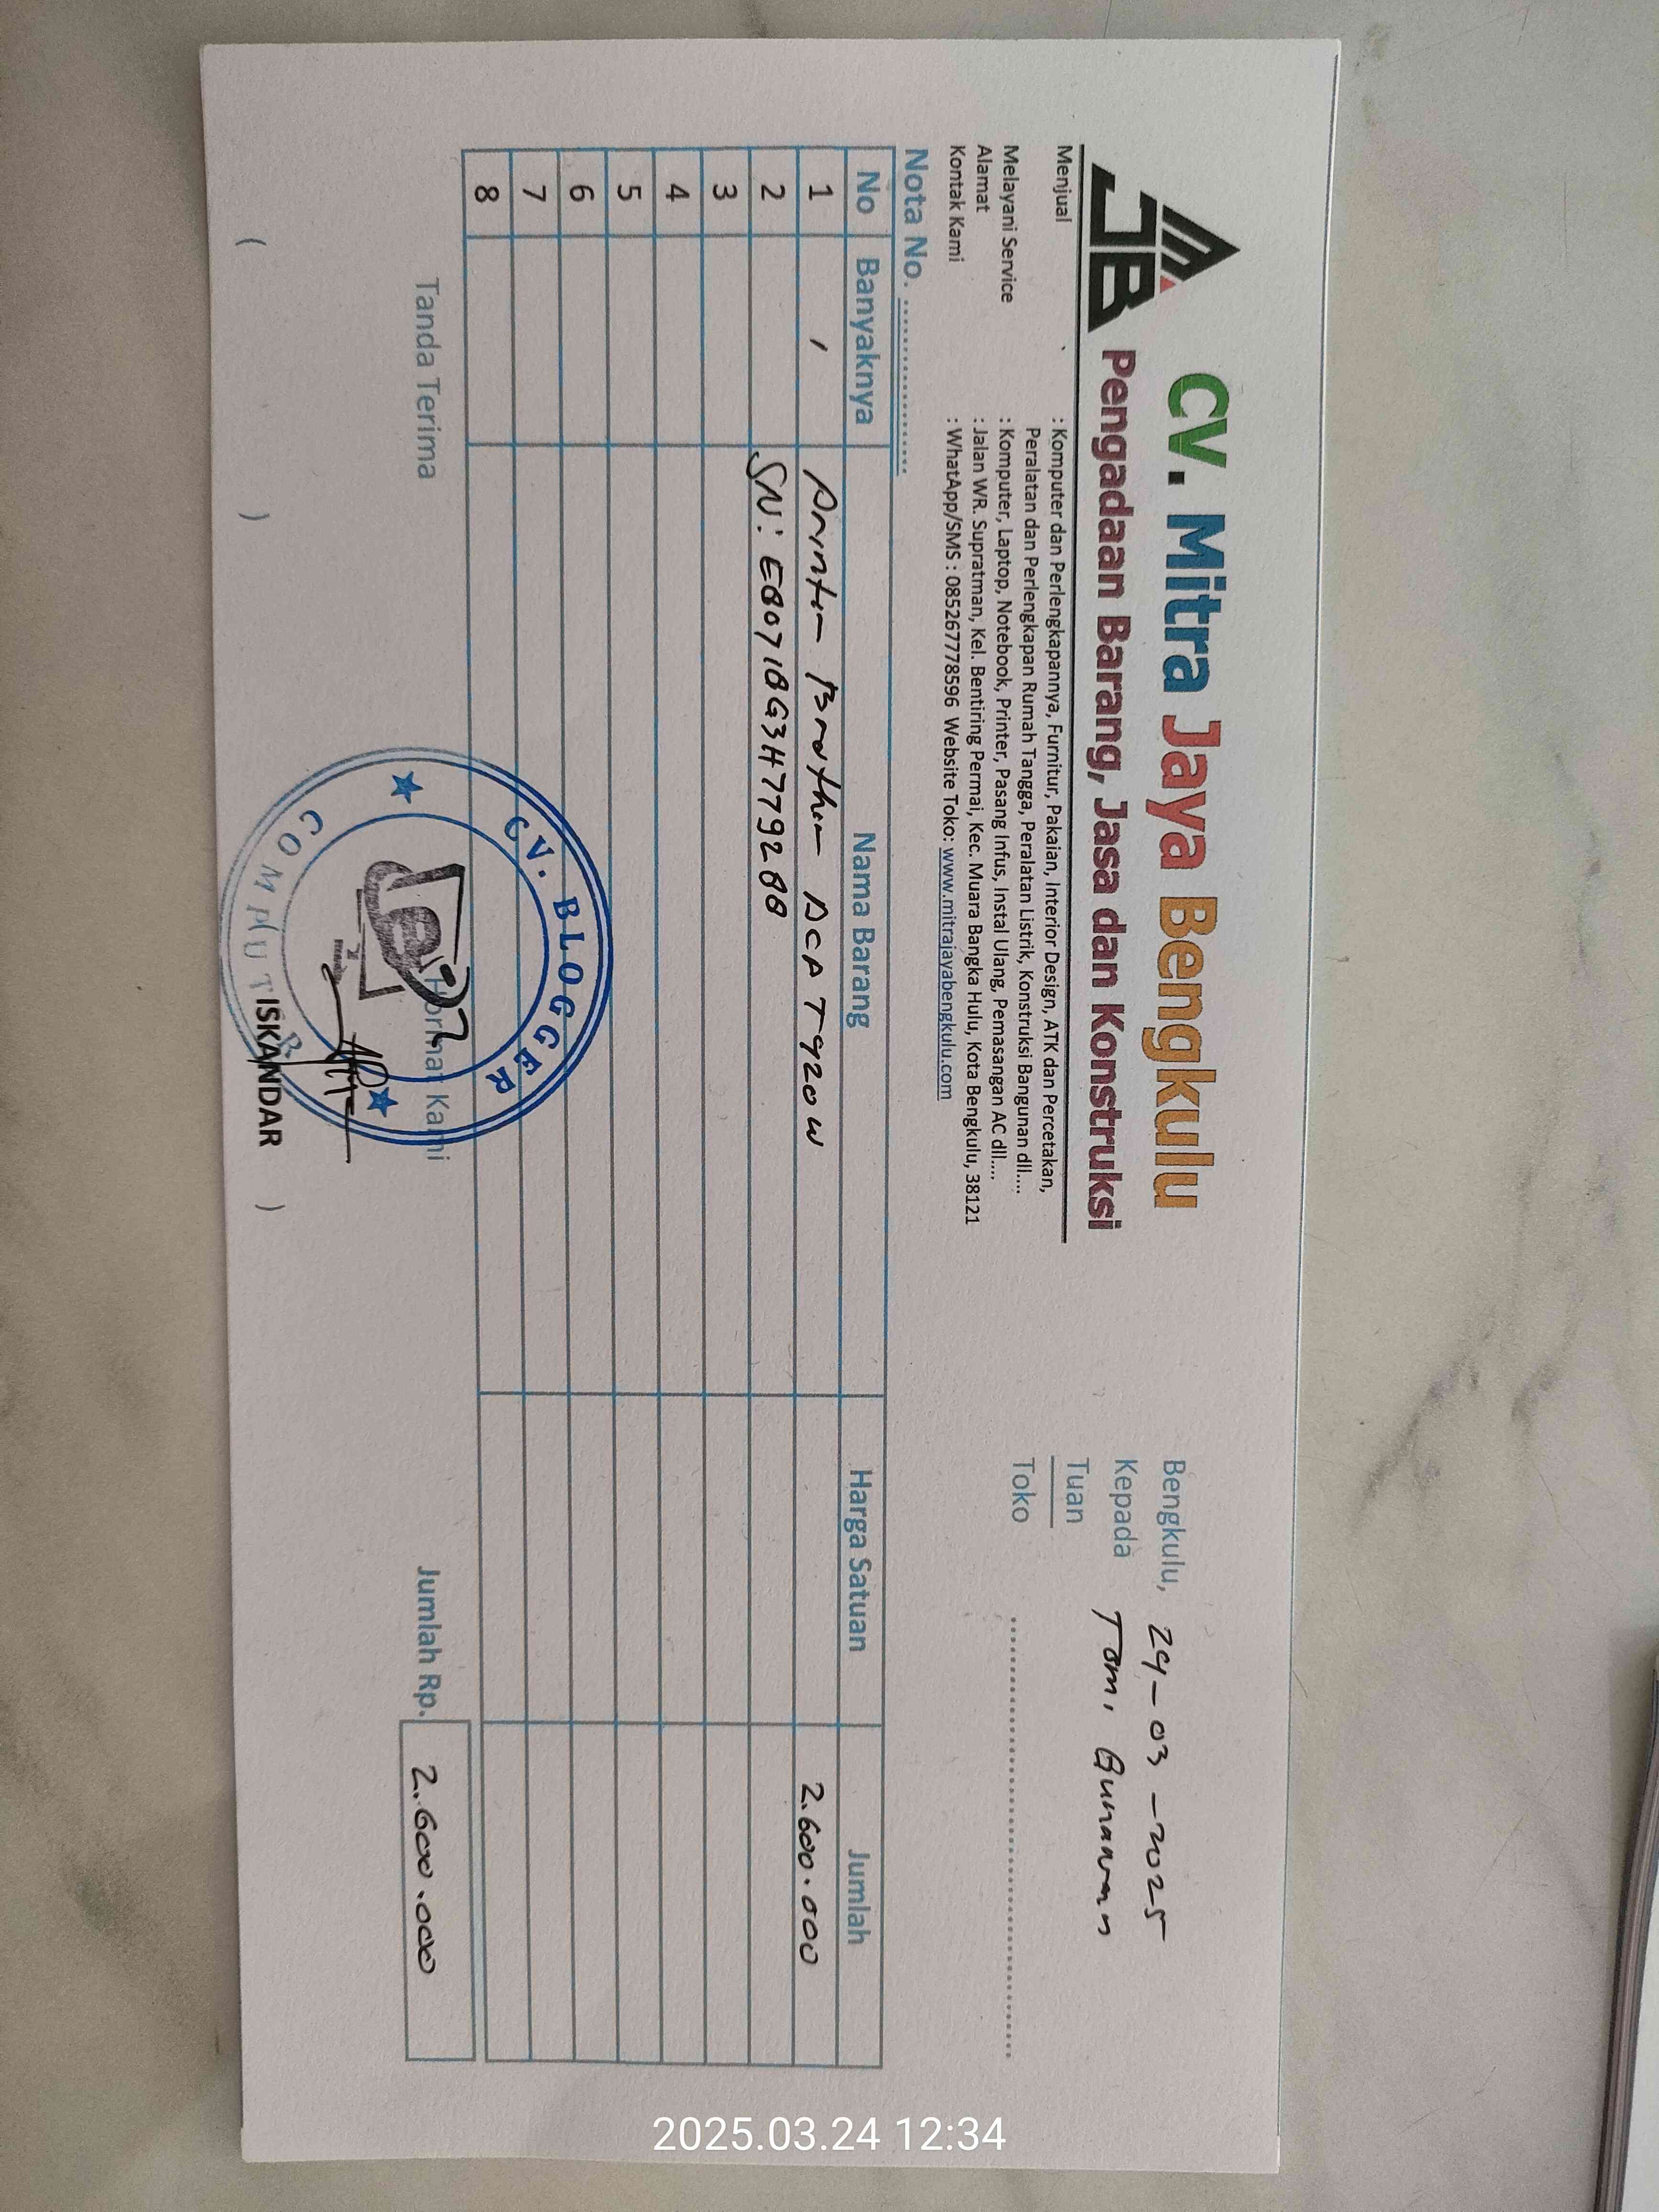 CV. Mitra Jaya Bengkulu
JB Pengadaan Barang, Jasa dan Konstruksi
Menjual : Komputer dan Perlengkapannya, Furnitur, Pakaian, Interior Design, ATK dan Percetakan,
Peralatan dan Perlengkapan Rumah Tangga, Peralatan Listrik, Konstruksi Bangunan dll....
Melayani Service : Komputer, Laptop, Notebook, Printer, Pasang Infus, Instal Ulang, Pemasangan AC dll....
Alamat : Jalan WR. Supratman, Kel. Bentiring Permai, Kec. Muara Bangka Hulu, Kota Bengkulu, 38121
Kontak Kami : WhatApp/SMS : 085267778596 Website Toko: www.mitrajayabengkulu.com
Bengkulu, 24-03-2025
Kepada Tomi Gunawan
Tuan
Toko ..........
Nota No. ..........
No Banyaknya Nama Barang Harga Satuan Jumlah
1 1 Printer Brother DCP T920W 2.600.000
2 SN: E80718G3H779288
3
4
5
6
7
8
Tanda Terima Hormat Kami Jumlah Rp. 2.600.000
CV. BLOGGER
COMPUTER
( ) ISKANDAR )
2025.03.24 12:34